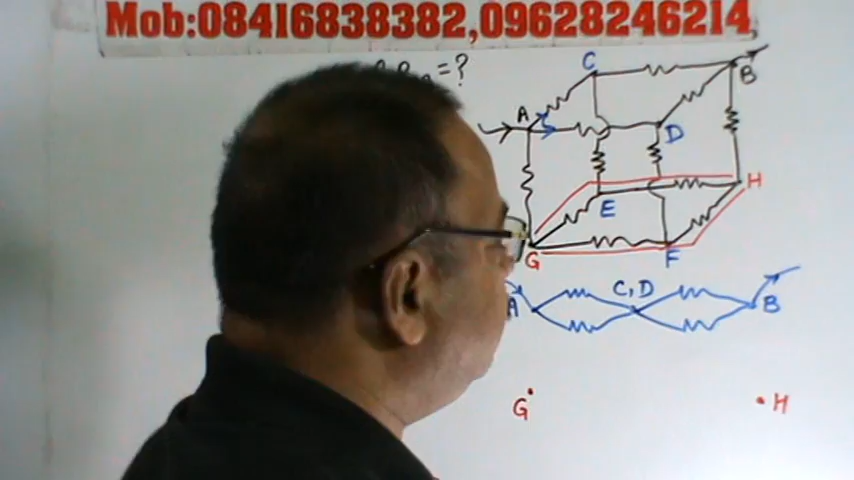 Mob:08416838382,09628246214,
=?
C
B
A
D
H
E
G
F
A
C,D
B
G
H